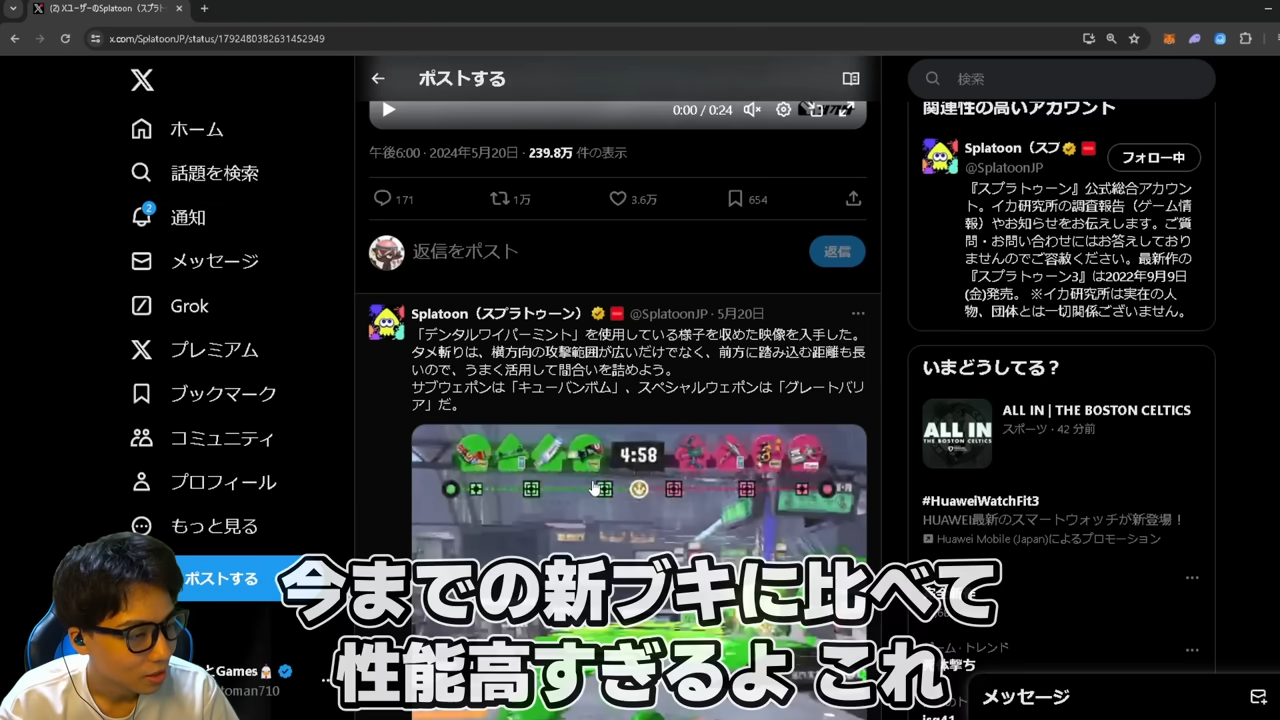 (2) XユーザーのSplatoon（スプラト
x.com/SplatoonJP/status/1792480382631452949
ポストする
検索
0:00 / 0:24
午後6:00 · 2024年5月20日 · 239.8万 件の表示
171
1万
3.6万
654
返信をポスト
返信
ホーム
話題を検索
2
通知
メッセージ
Grok
プレミアム
ブックマーク
コミュニティ
プロフィール
もっと見る
ポストする
Splatoon（スプラトゥーン） @SplatoonJP · 5月20日
「デンタルワイパーミント」を使用している様子を収めた映像を入手した。
タメ斬りは、横方向の攻撃範囲が広いだけでなく、前方に踏み込む距離も長
いので、うまく活用して間合いを詰めよう。
サブウェポンは「キューバンボム」、スペシャルウェポンは「グレートバリ
ア」だ。
4:58
関連性の高いアカウント
Splatoon（スプ
@SplatoonJP
フォロー中
『スプラトゥーン』公式総合アカウン
ト。イカ研究所の調査報告（ゲーム情
報）やお知らせをお伝えします。ご質
問・お問い合わせにはお答えしており
ませんのでご容赦ください。最新作の
『スプラトゥーン3』は2022年9月9日
(金)発売。 ※イカ研究所は実在の人
物、団体とは一切関係ございません。
いまどうしてる？
ALL IN
ALL IN | THE BOSTON CELTICS
スポーツ · 42 分前
#HuaweiWatchFit3
HUAWEI最新のスマートウォッチが新登場！
Huawei Mobile (Japan)によるプロモーション
トレンド
メッセージ
Games
toman710
今までの新ブキに比べて
性能高すぎるよ これ